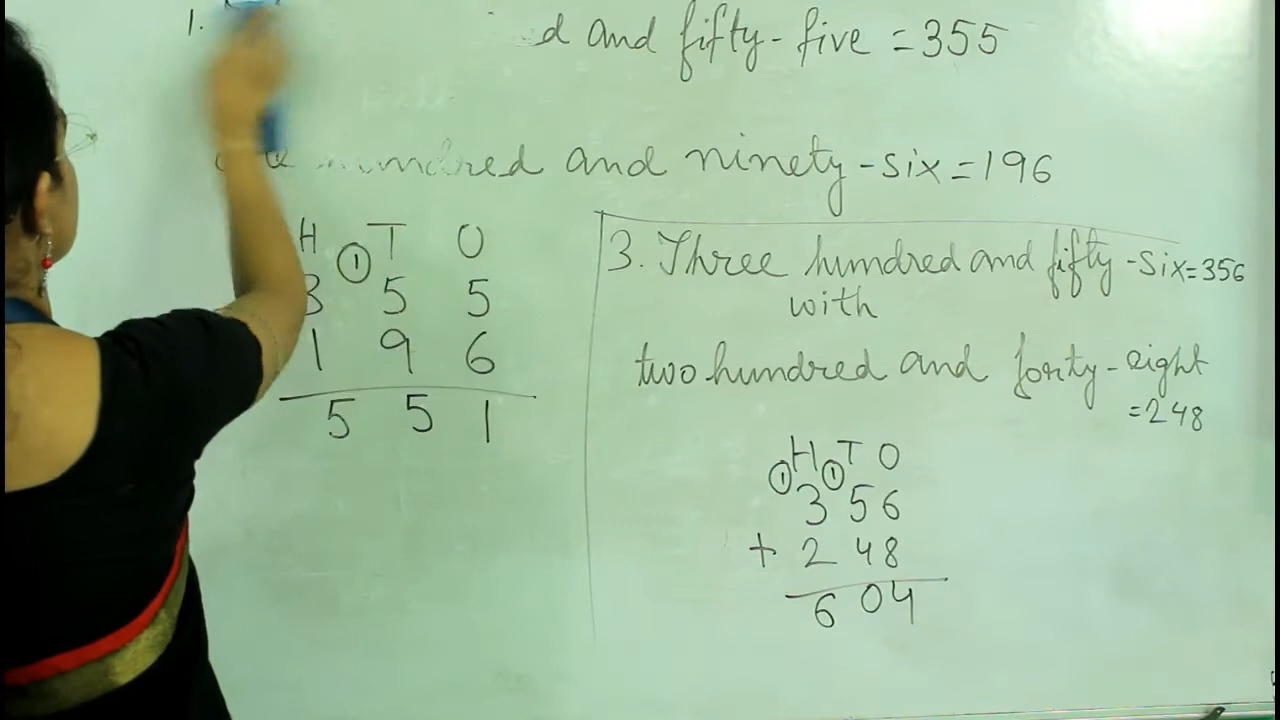 1. and fifty-five = 355
hundred and ninety-six = 196
H T O
1
3 5 5
1 9 6
5 5 1
3. Three hundred and fifty-six = 356
with
two hundred and forty-eight
= 248
H T O
1 1
3 5 6
+ 2 4 8
6 0 4